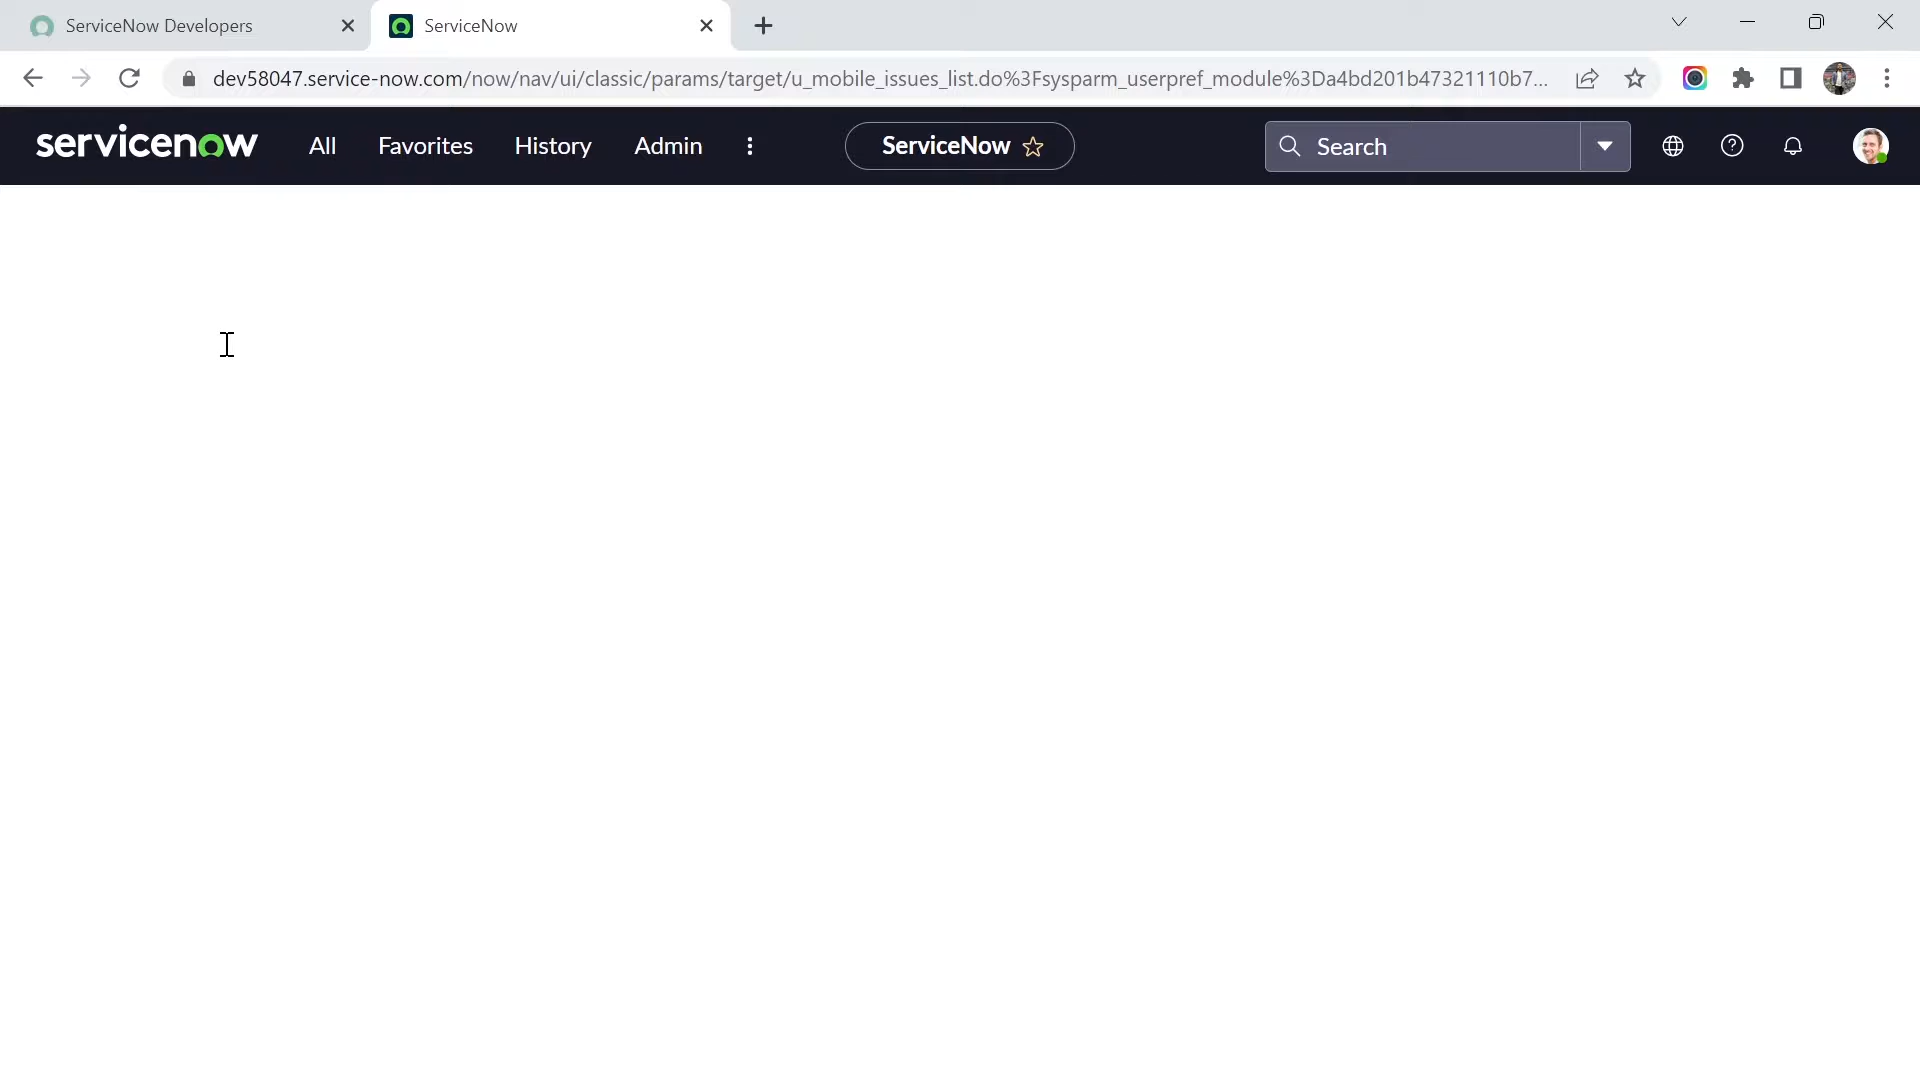 ServiceNow Developers
ServiceNow
dev58047.service-now.com/now/nav/ui/classic/params/target/u_mobile_issues_list.do%3Fsysparm_userpref_module%3Da4bd201b47321110b7...
servicenow
All
Favorites
History
Admin
ServiceNow
Search